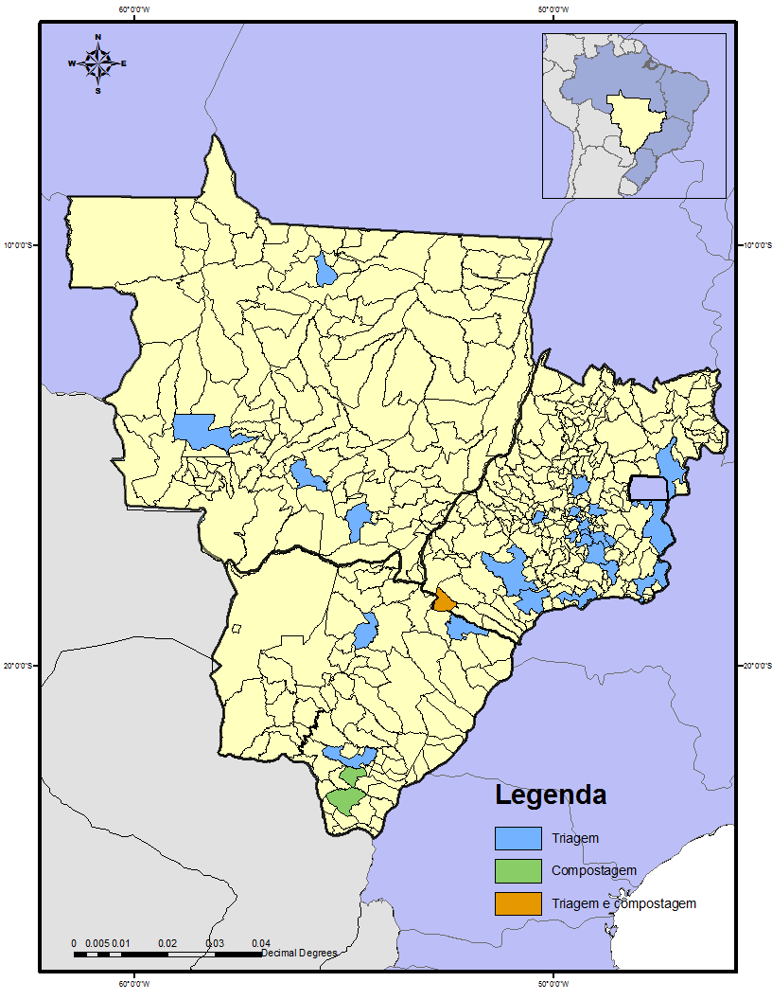 60°0'0"W 50°0'0"W
N
W E
S
10°0'0"S 10°0'0"S
20°0'0"S 20°0'0"S
Legenda
Triagem
Compostagem
Triagem e compostagem
0 0.005 0.01 0.02 0.03 0.04
Decimal Degrees
60°0'0"W 50°0'0"W